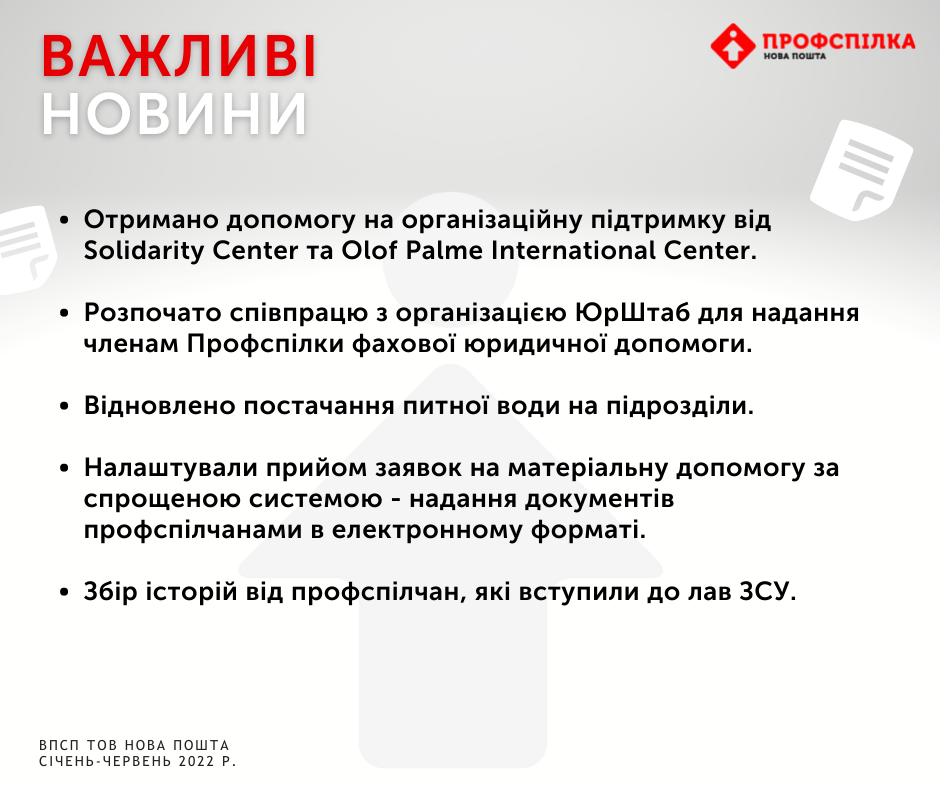 ВАЖЛИВІ
НОВИНИ
ПРОФСПІЛКА
НОВА ПОШТА
• Отримано допомогу на організаційну підтримку від
Solidarity Center та Olof Palme International Center.
• Розпочато співпрацю з організацією ЮрШтаб для надання
членам Профспілки фахової юридичної допомоги.
• Відновлено постачання питної води на підрозділи.
• Налаштували прийом заявок на матеріальну допомогу за
спрощеною системою - надання документів
профспілчанами в електронному форматі.
• Збір історій від профспілчан, які вступили до лав ЗСУ.
ВПСП ТОВ НОВА ПОШТА
СІЧЕНЬ-ЧЕРВЕНЬ 2022 Р.